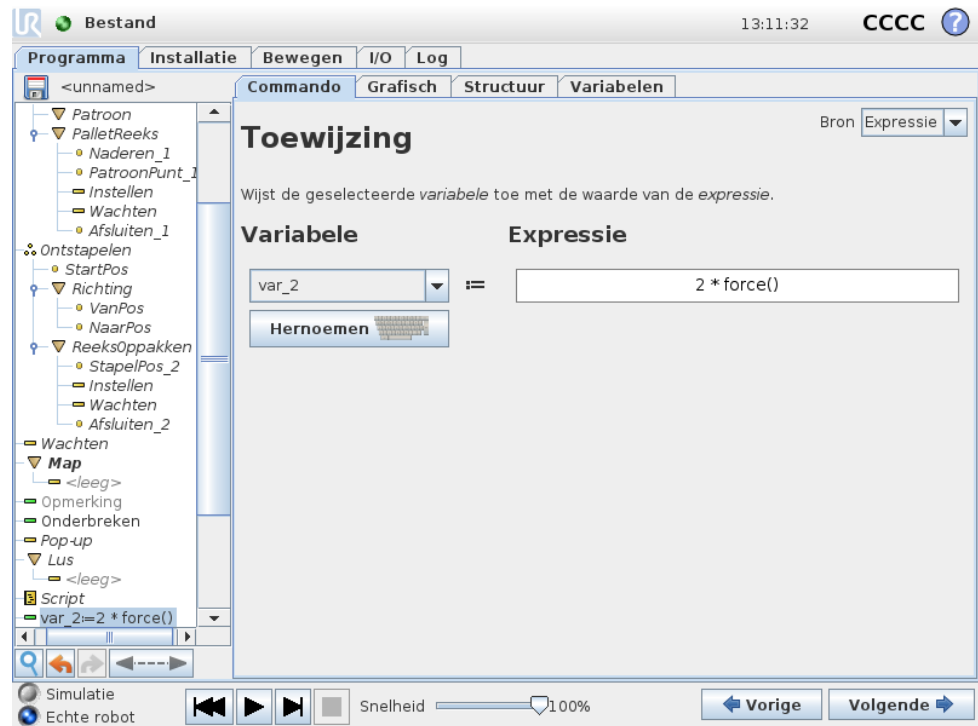 Bestand
13:11:32
CCCC
?
Programma Installatie Bewegen I/O Log
<unnamed>
Commando Grafisch Structuur Variabelen
Patroon
PalletReeks
Naderen_1
PatroonPunt_1
Instellen
Wachten
Afsluiten_1
Ontstapelen
StartPos
Richting
VanPos
NaarPos
ReeksOppakken
StapelPos_2
Instellen
Wachten
Afsluiten_2
Wachten
Map
<leeg>
Opmerking
Onderbreken
Pop-up
Lus
<leeg>
Script
var_2:=2 * force()
Bron Expressie
Toewijzing
Wijst de geselecteerde variabele toe met de waarde van de expressie.
Variabele Expressie
var_2 := 2 * force()
Hernoemen
Simulatie
Echte robot
Snelheid 100%
Vorige Volgende